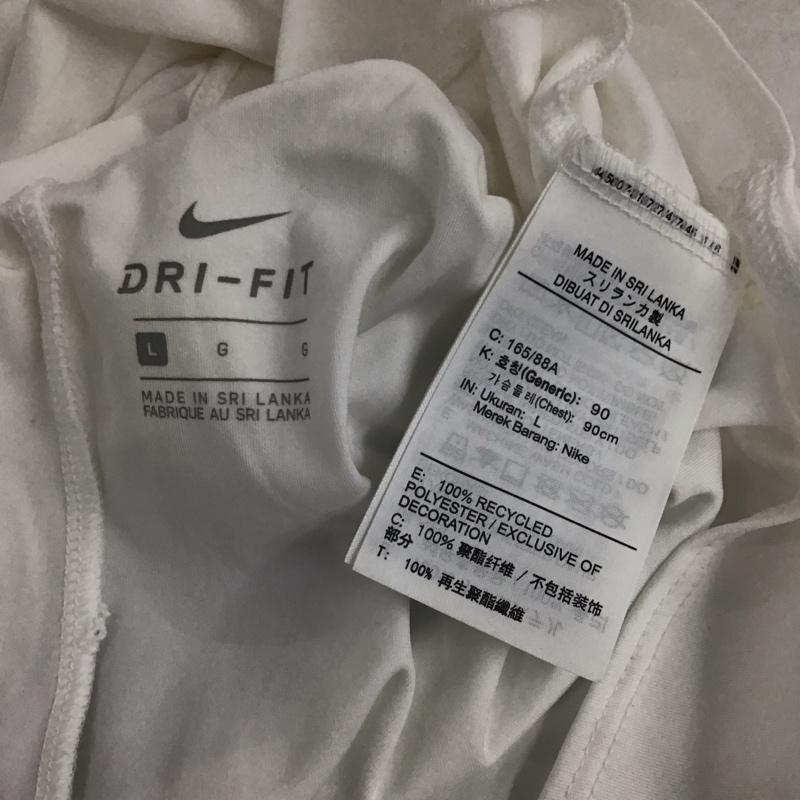 DRI-FIT
L G G
MADE IN SRI LANKA
FABRIQUE AU SRI LANKA
MADE IN SRI LANKA
スリランカ製
DIBUAT DI SRILANKA
C: 165/88A
K: 호칭(Generic): 90
가슴둘레(Chest): 90cm
IN: Ukuran: L
Merek Barang: Nike
E: 100% RECYCLED
POLYESTER / EXCLUSIVE OF
DECORATION
C: 100% 聚酯纤维 / 不包括装饰
部分
T: 100% 再生聚酯纖維